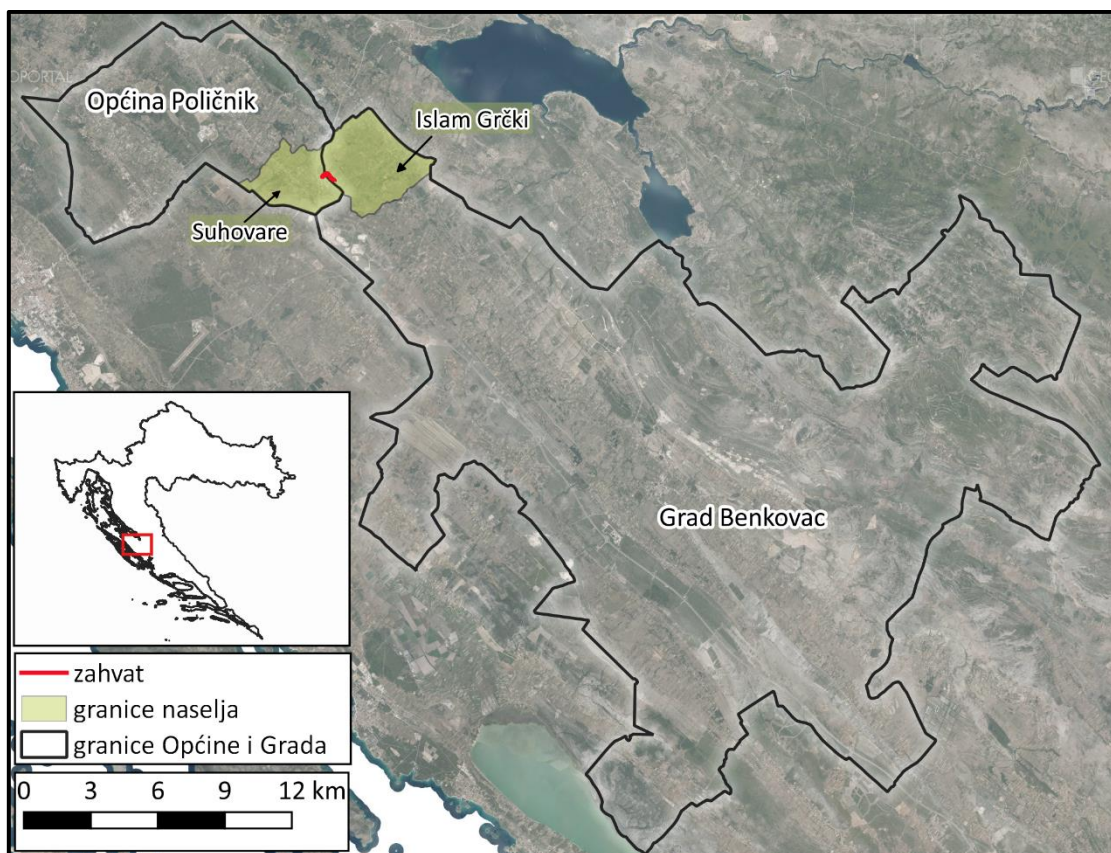 OPORTAL
Općina Poličnik
Islam Grčki
Suhovare
Grad Benkovac
zahvat
granice naselja
granice Općine i Grada
0 3 6 9 12 km